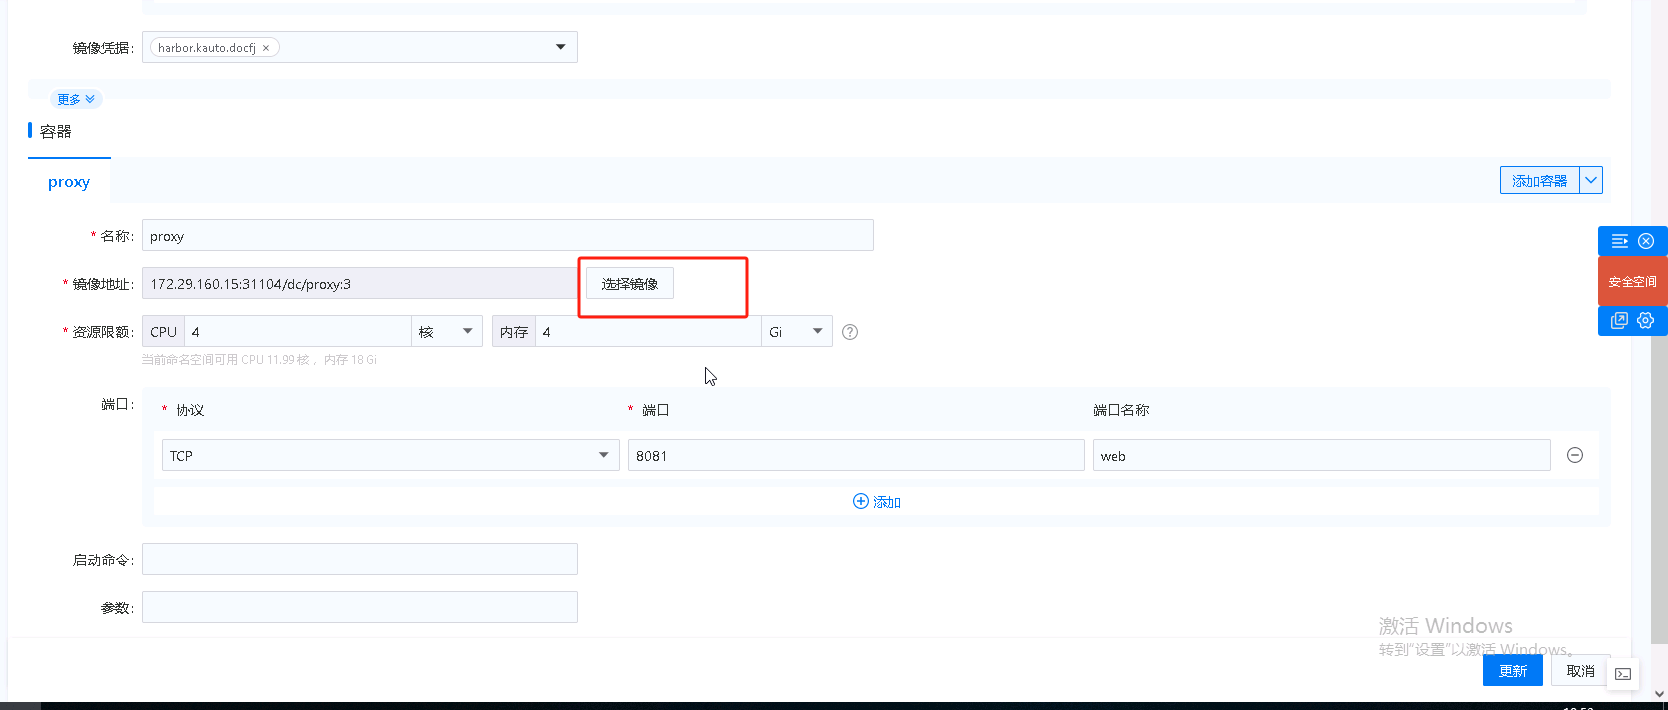 镜像凭据: harbor.kauto.docfj ×
更多
容器
proxy
添加容器
* 名称: proxy
* 镜像地址: 172.29.160.15:31104/dc/proxy:3 选择镜像
* 资源限额: CPU 4 核 内存 4 Gi
当前命名空间可用 CPU 11.99 核， 内存 18 Gi
安全空间
端口: * 协议 * 端口 端口名称
TCP 8081 web
添加
启动命令:
参数:
激活 Windows
转到"设置"以激活 Windows。
更新 取消